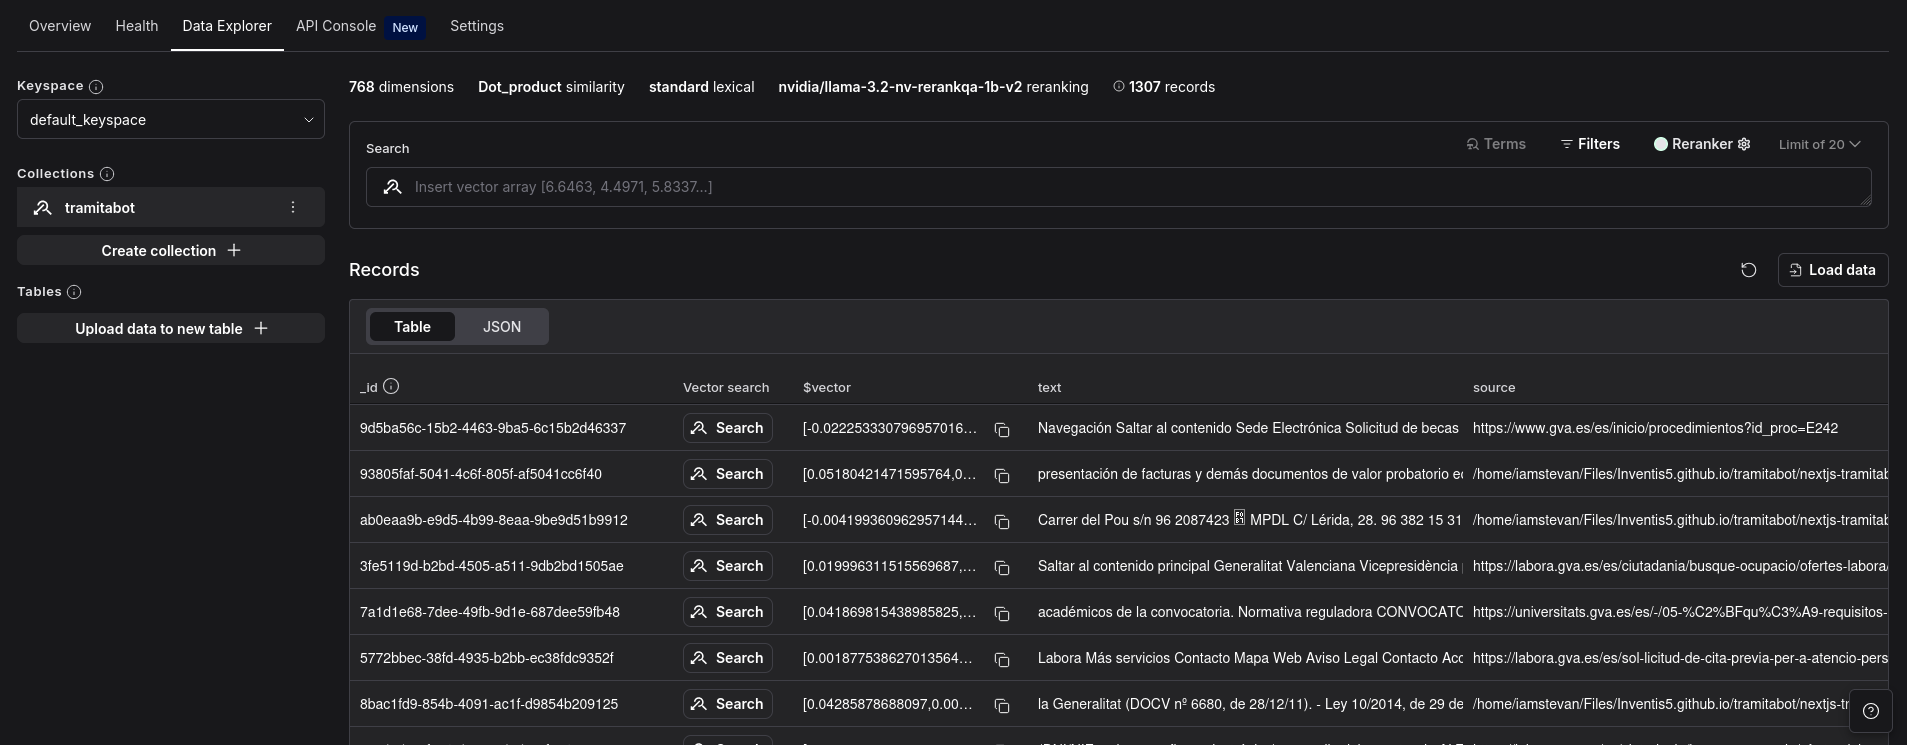 Overview Health Data Explorer API Console New Settings
Keyspace
default_keyspace
Collections
tramitabot
Create collection
Tables
Upload data to new table
768 dimensions Dot_product similarity standard lexical nvidia/llama-3.2-nv-rerankqa-1b-v2 reranking 1307 records
Search Terms Filters Reranker Limit of 20
Insert vector array [6.6463, 4.4971, 5.8337...]
Records Load data
Table JSON
_id Vector search $vector text source
9d5ba56c-15b2-4463-9ba5-6c15b2d46337 Search [-0.022253330796957016... Navegación Saltar al contenido Sede Electrónica Solicitud de becas https://www.gva.es/es/inicio/procedimientos?id_proc=E242
93805faf-5041-4c6f-805f-af5041cc6f40 Search [0.05180421471595764,0... presentación de facturas y demás documentos de valor probatorio ec /home/iamstevan/Files/Inventis5.github.io/tramitabot/nextjs-tramitab
ab0eaa9b-e9d5-4b99-8eaa-9be9d51b9912 Search [-0.004199360962957144... Carrer del Pou s/n 96 2087423 MPDL C/ Lérida, 28. 96 382 15 31 /home/iamstevan/Files/Inventis5.github.io/tramitabot/nextjs-tramitab
3fe5119d-b2bd-4505-a511-9db2bd1505ae Search [0.019996311515569687,... Saltar al contenido principal Generalitat Valenciana Vicepresidència https://labora.gva.es/es/ciutadania/busque-ocupacio/ofertes-labora/
7a1d1e68-7dee-49fb-9d1e-687dee59fb48 Search [0.041869815438985825,... académicos de la convocatoria. Normativa reguladora CONVOCATC https://universitats.gva.es/es/-/05-%C2%BFqu%C3%A9-requisitos-
5772bbec-38fd-4935-b2bb-ec38fdc9352f Search [0.001877538627013564... Labora Más servicios Contacto Mapa Web Aviso Legal Contacto Acc https://labora.gva.es/es/sol-licitud-de-cita-previa-per-a-atencio-pers
8bac1fd9-854b-4091-ac1f-d9854b209125 Search [0.04285878688097,0.00... la Generalitat (DOCV nº 6680, de 28/12/11). - Ley 10/2014, de 29 de /home/iamstevan/Files/Inventis5.github.io/tramitabot/nextjs-tr